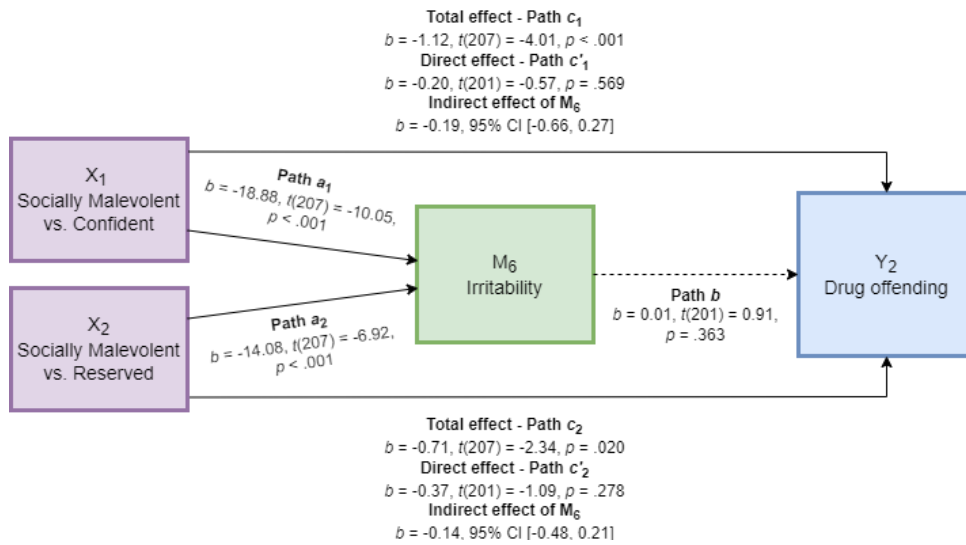 Total effect - Path c₁
b = -1.12, t(207) = -4.01, p < .001
Direct effect - Path c'₁
b = -0.20, t(201) = -0.57, p = .569
Indirect effect of M₆
b = -0.19, 95% CI [-0.66, 0.27]
X₁
Socially Malevolent
vs. Confident
Path a₁
b = -18.88, t(207) = -10.05,
p < .001
M₆
Irritability
Y₂
Drug offending
Path b
b = 0.01, t(201) = 0.91,
p = .363
X₂
Socially Malevolent
vs. Reserved
Path a₂
b = -14.08, t(207) = -6.92,
p < .001
Total effect - Path c₂
b = -0.71, t(207) = -2.34, p = .020
Direct effect - Path c'₂
b = -0.37, t(201) = -1.09, p = .278
Indirect effect of M₆
b = -0.14, 95% CI [-0.48, 0.21]